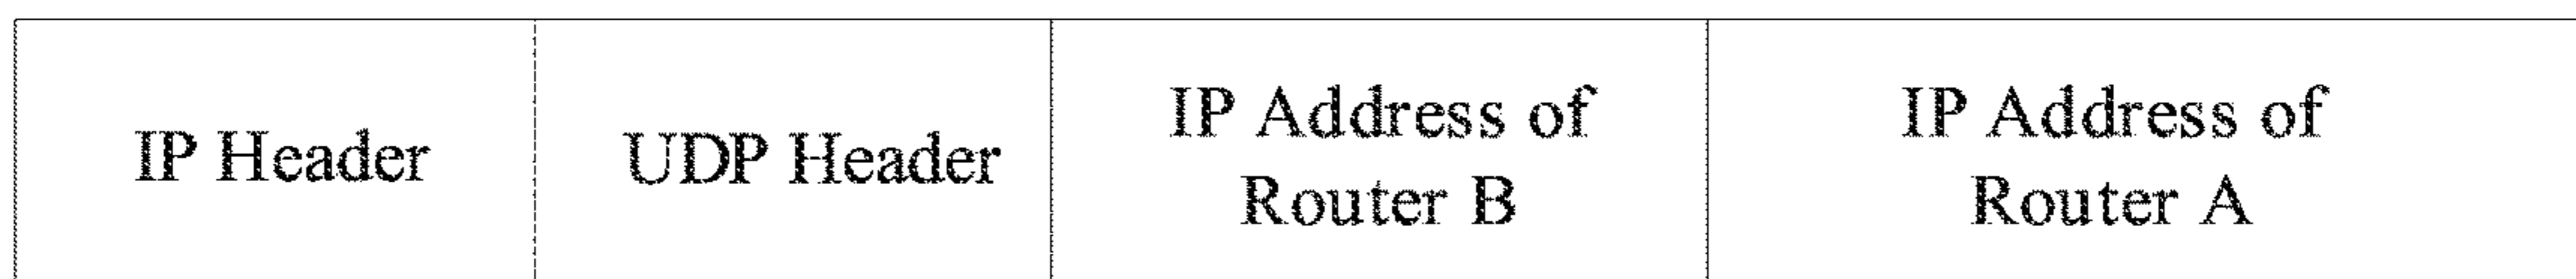 IP Header
UDP Header
IP Address of
Router B
IP Address of
Router A